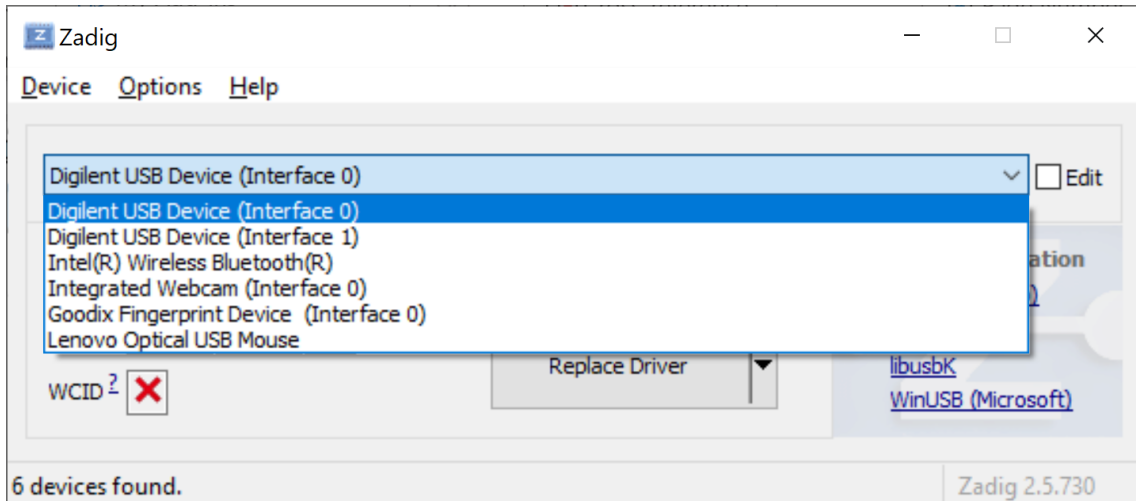 Zadig
Device Options Help
Digilent USB Device (Interface 0)
Edit
Digilent USB Device (Interface 0)
Digilent USB Device (Interface 1)
Intel(R) Wireless Bluetooth(R)
Integrated Webcam (Interface 0)
Goodix Fingerprint Device (Interface 0)
Lenovo Optical USB Mouse
WCID ?
Replace Driver
libusbK
WinUSB (Microsoft)
6 devices found.
Zadig 2.5.730